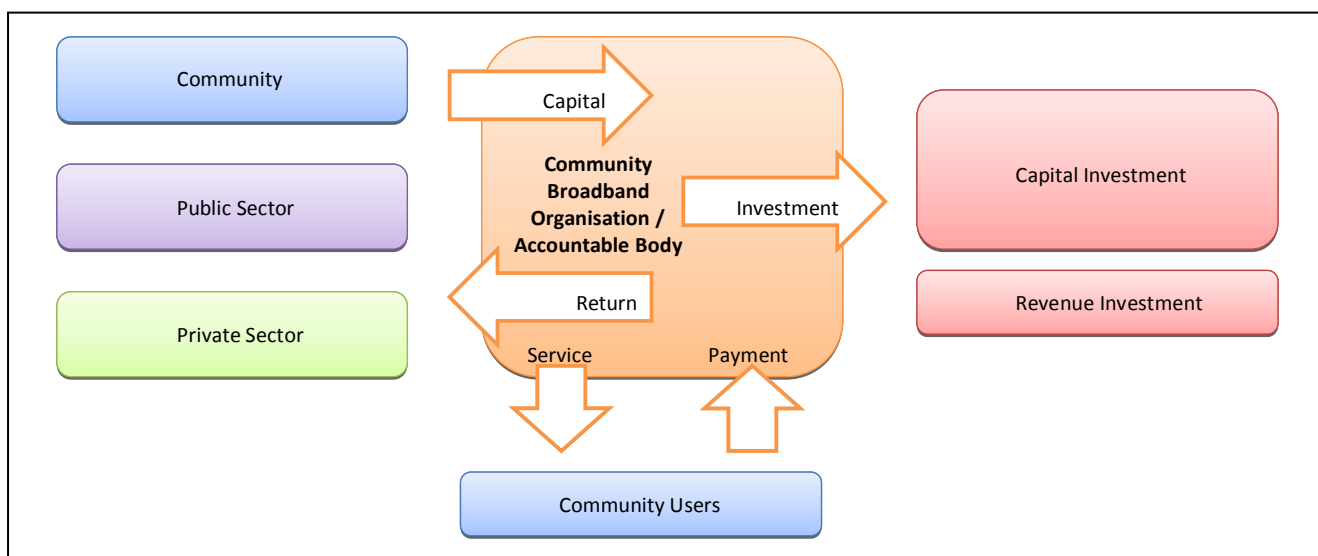 Community
Public Sector
Private Sector
Capital
Community
Broadband
Organisation /
Accountable Body
Investment
Return
Service
Payment
Capital Investment
Revenue Investment
Community Users